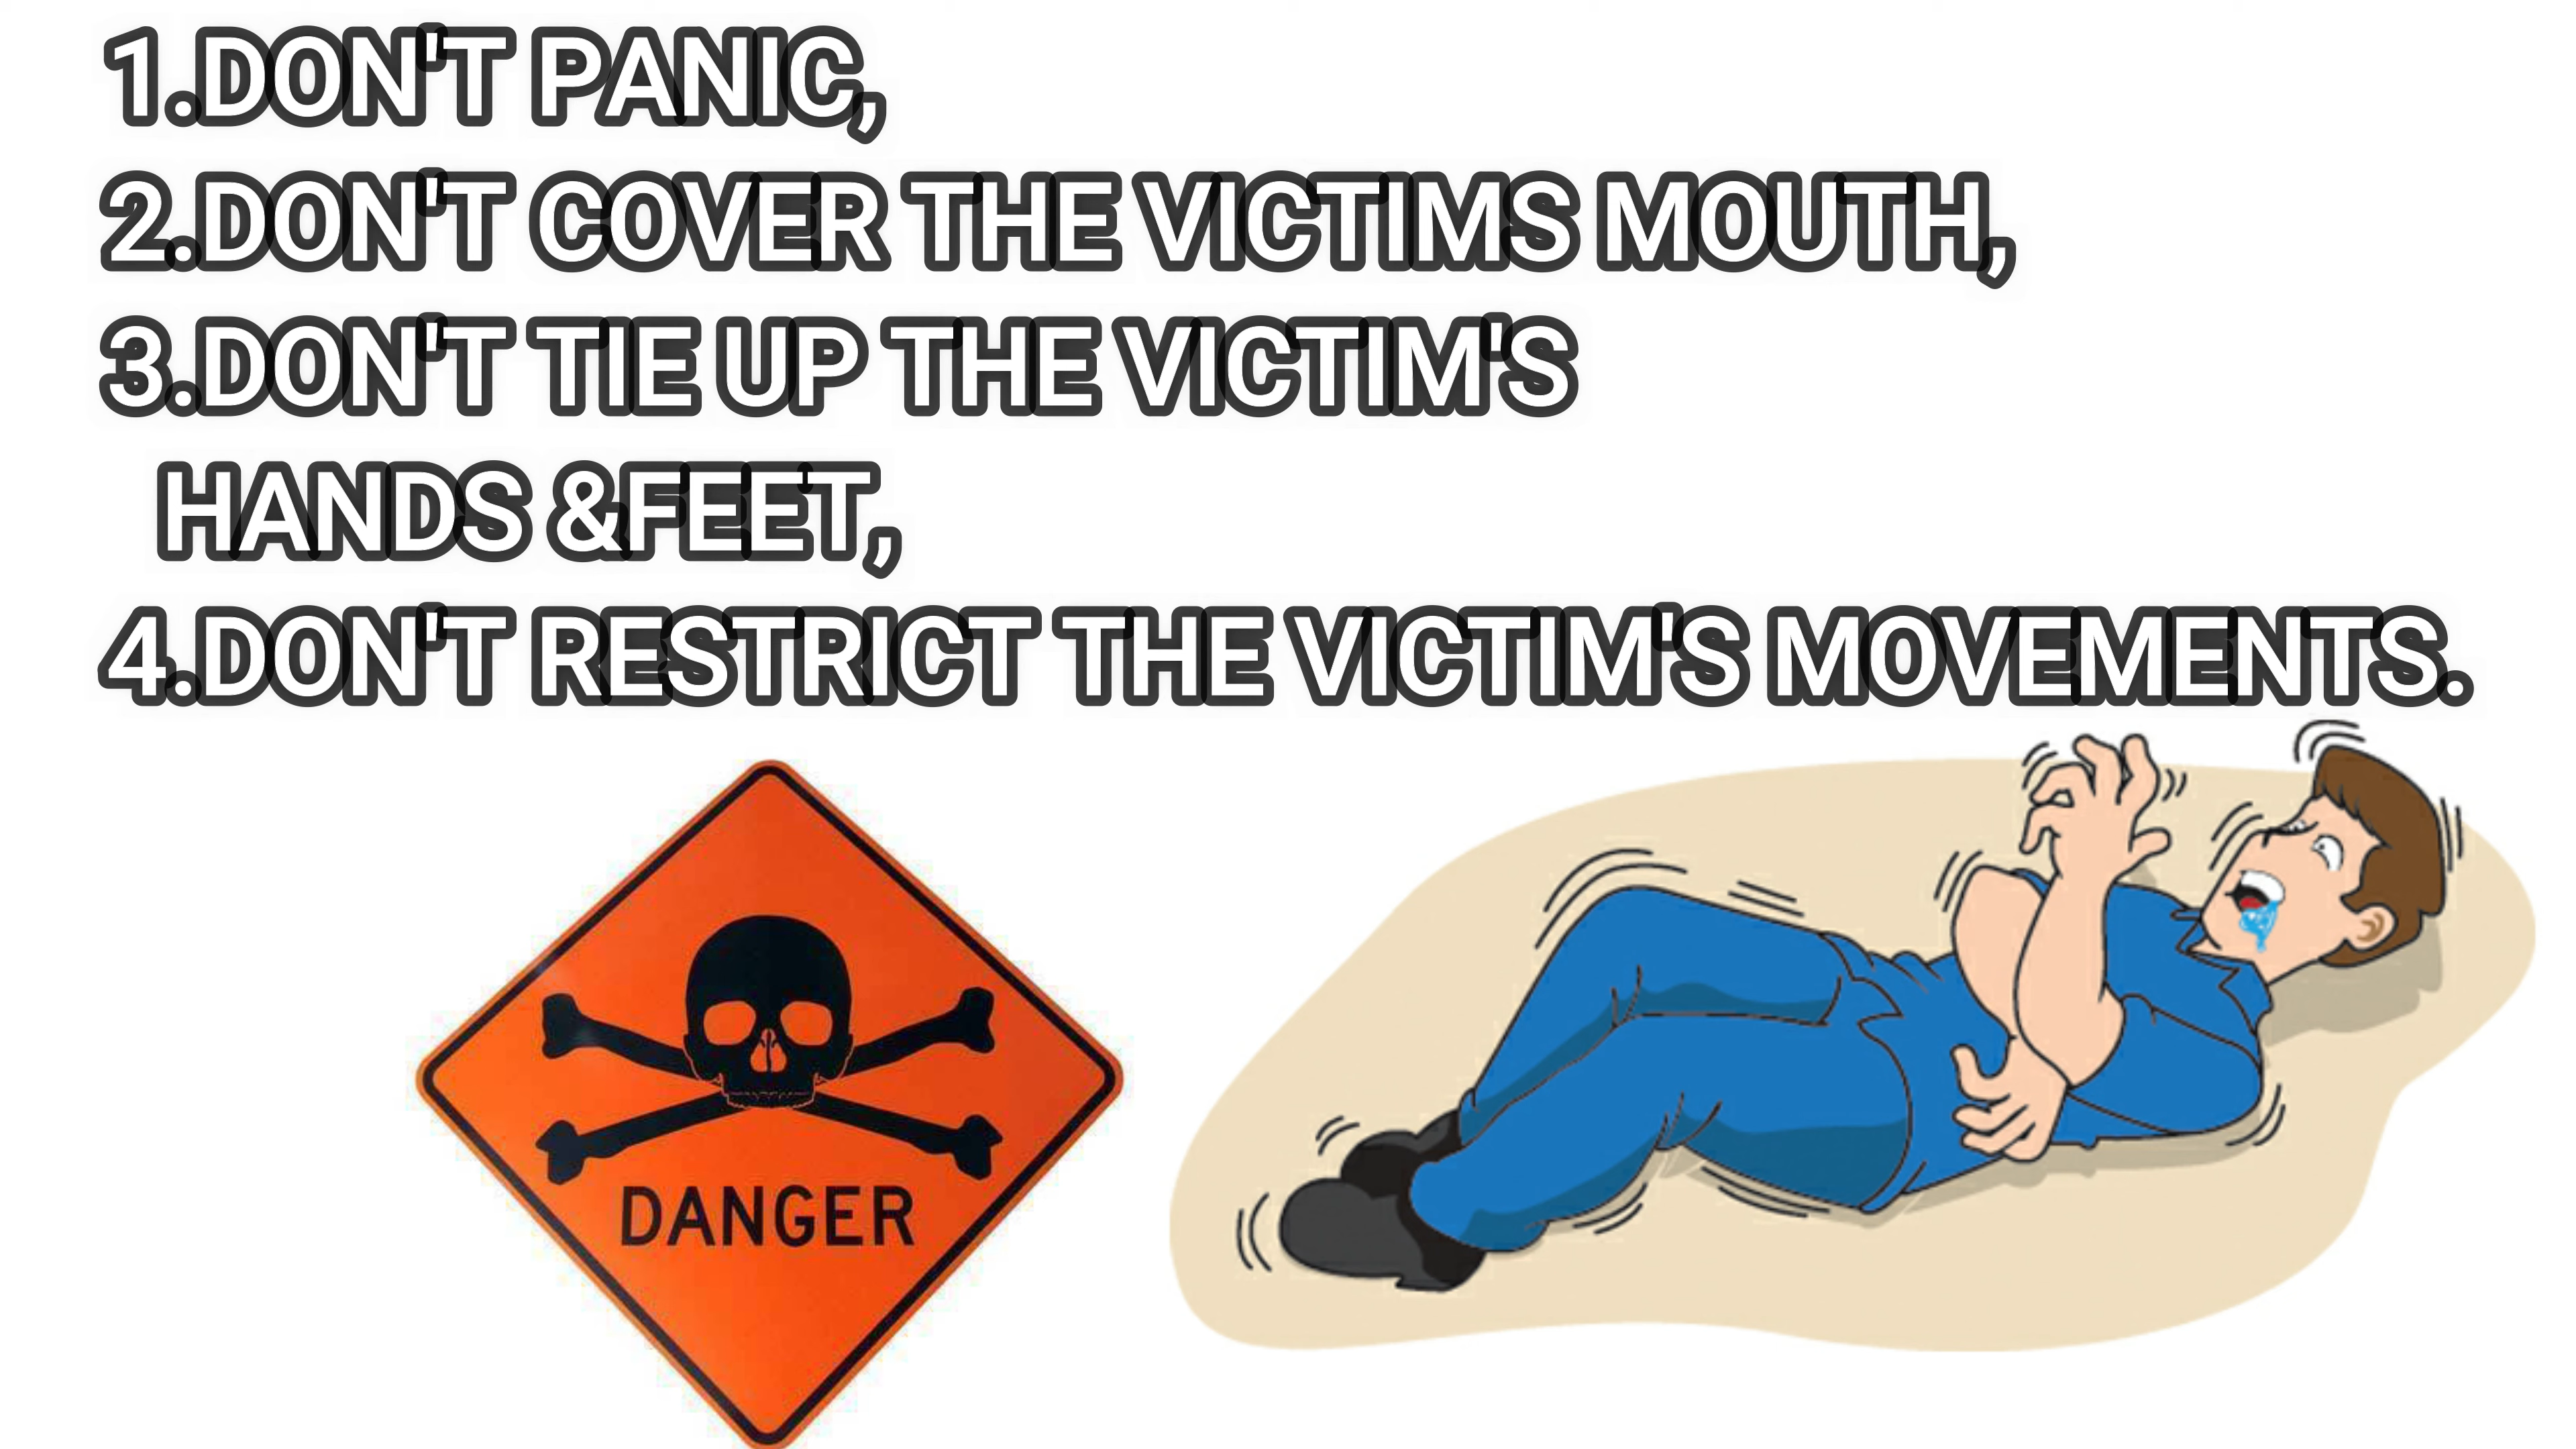 1.DON'T PANIC,
2.DON'T COVER THE VICTIMS MOUTH,
3.DON'T TIE UP THE VICTIM'S
HANDS &FEET,
4.DON'T RESTRICT THE VICTIM'S MOVEMENTS.
DANGER